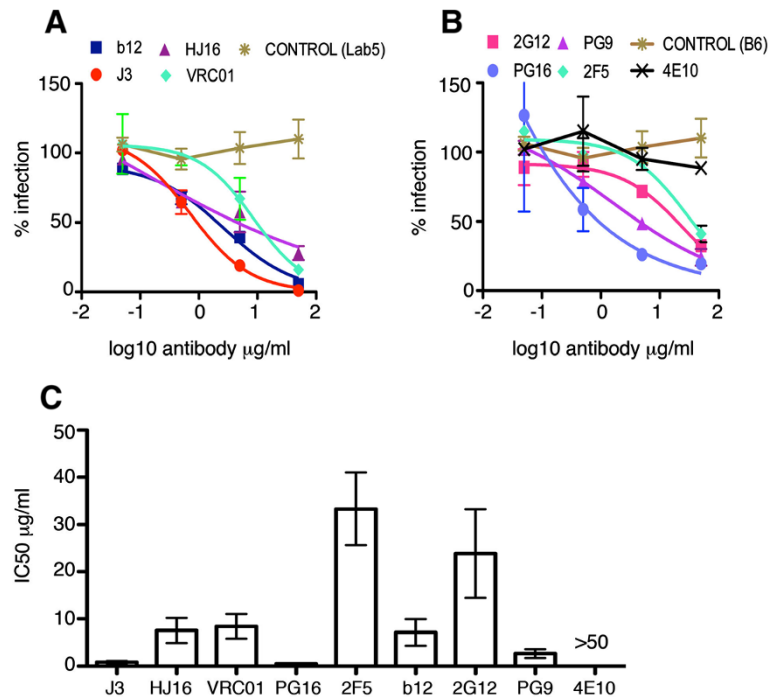 A
b12 HJ16 CONTROL (Lab5)
J3 VRC01
150
100
50
0
% infection
-2 -1 0 1 2
log10 antibody µg/ml
B
2G12 PG9 CONTROL (B6)
PG16 2F5 4E10
150
100
50
0
% infection
-2 -1 0 1 2
log10 antibody µg/ml
C
50
40
30
20
10
0
IC50 µg/ml
>50
J3 HJ16 VRC01 PG16 2F5 b12 2G12 PG9 4E10